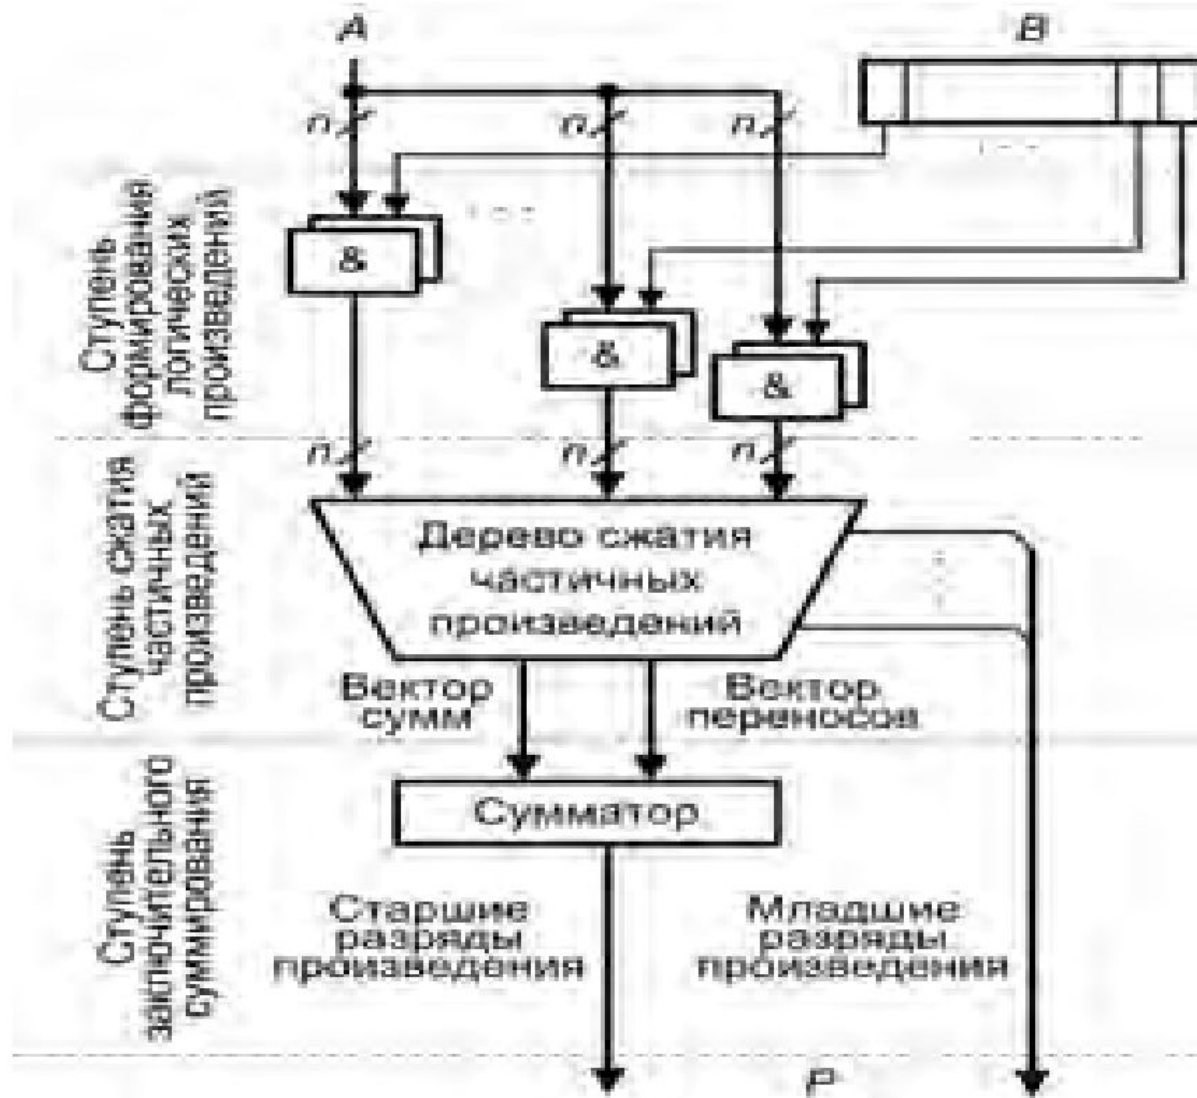 A
B
n
n
n
Ступень
формирования
логических
произведений
&
&
&
n
n
n
Ступень сжатия
частичных
произведений
Дерево сжатия
частичных
произведений
Вектор
сумм
Вектор
переносов
Ступень
заключительного
суммирования
Сумматор
Старшие
разряды
произведения
Младшие
разряды
произведения
P